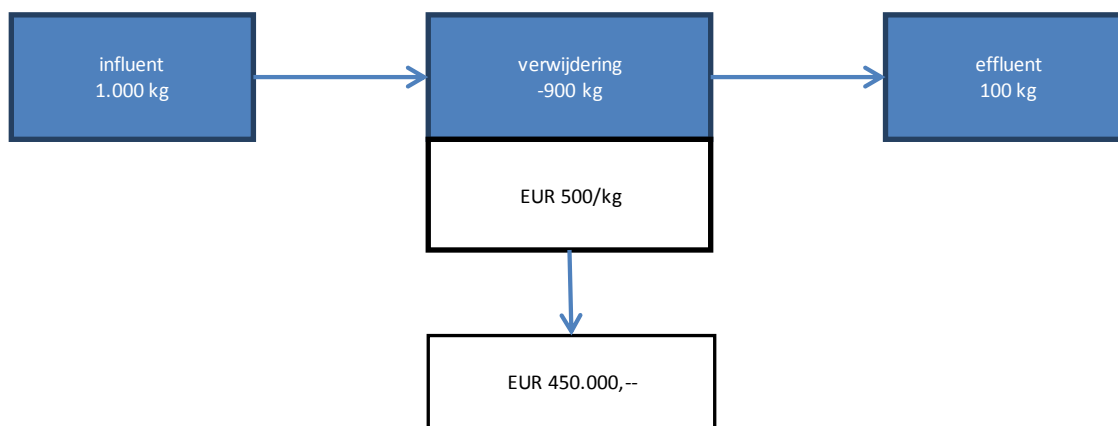 influent
1.000 kg
verwijdering
-900 kg
effluent
100 kg
EUR 500/kg
EUR 450.000,--